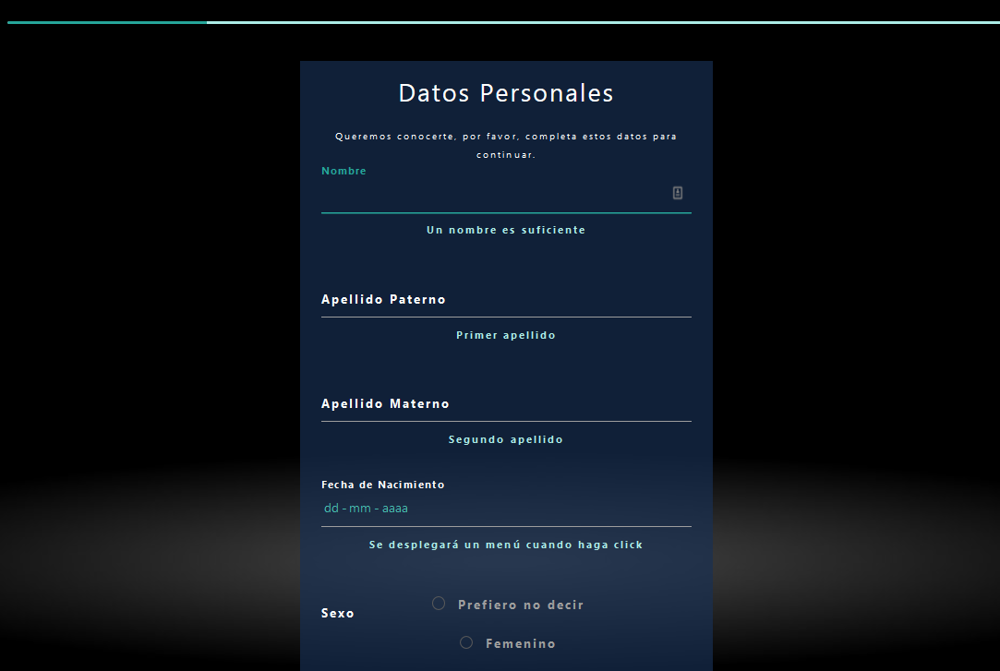 Datos Personales
Queremos conocerte, por favor, completa estos datos para
continuar.
Nombre
Un nombre es suficiente
Apellido Paterno
Primer apellido
Apellido Materno
Segundo apellido
Fecha de Nacimiento
dd - mm - aaaa
Se desplegará un menú cuando haga click
Prefiero no decir
Sexo
Femenino